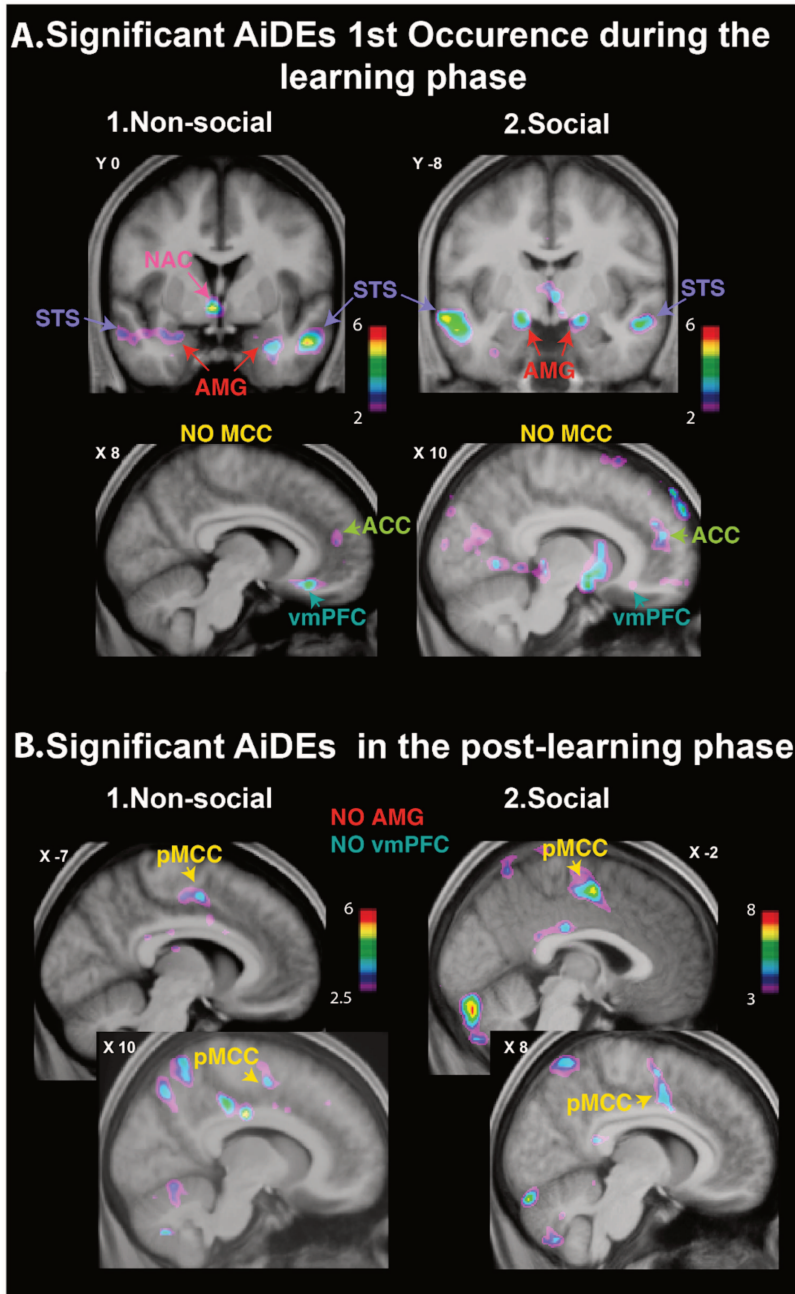 A.Significant AiDEs 1st Occurence during the
learning phase
1.Non-social
2.Social
Y 0
Y -8
NAC
STS
STS
STS
AMG
AMG
6
2
6
2
NO MCC
NO MCC
X 8
X 10
ACC
ACC
vmPFC
vmPFC
B.Significant AiDEs in the post-learning phase
1.Non-social
2.Social
NO AMG
NO vmPFC
X -7
pMCC
pMCC
X -2
6
2.5
8
3
X 10
pMCC
X 8
pMCC